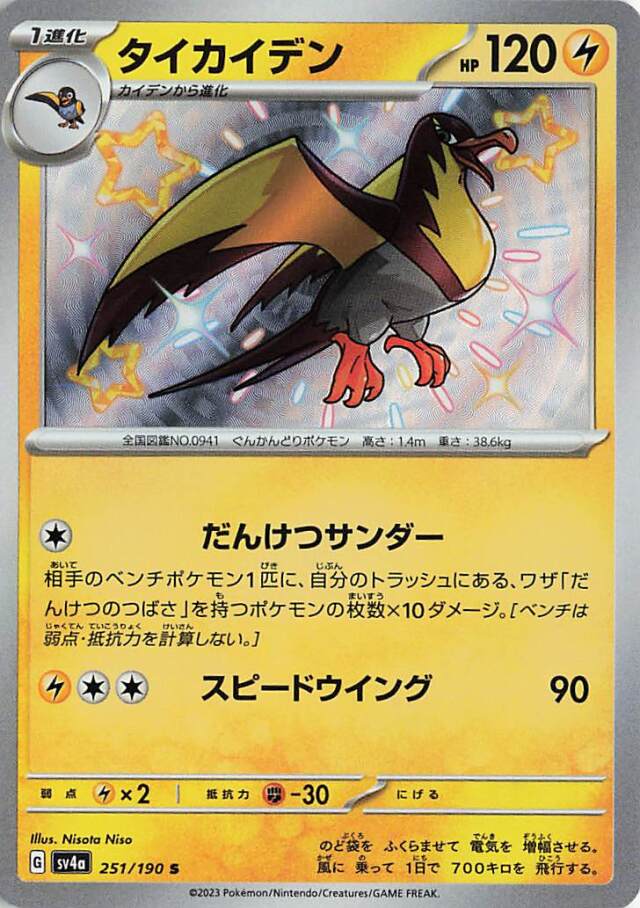 1進化
タイカイデン
HP 120
カイデンから進化
全国図鑑NO.0941 ぐんかんどりポケモン 高さ:1.4m 重さ:38.6kg
だんけつサンダー
相手のベンチポケモン1匹に、自分のトラッシュにある、ワザ「だ
んけつのつばさ」を持つポケモンの枚数×10ダメージ。[ベンチは
弱点・抵抗力を計算しない。]
スピードウイング 90
弱点 ×2 抵抗力 -30 にげる
Illus. Nisota Niso
G sv4a 251/190 S
のど袋を ふくらませて 電気を 増幅させる。
風に 乗って 1日で 700キロを 飛行する。
©2023 Pokémon/Nintendo/Creatures/GAME FREAK.